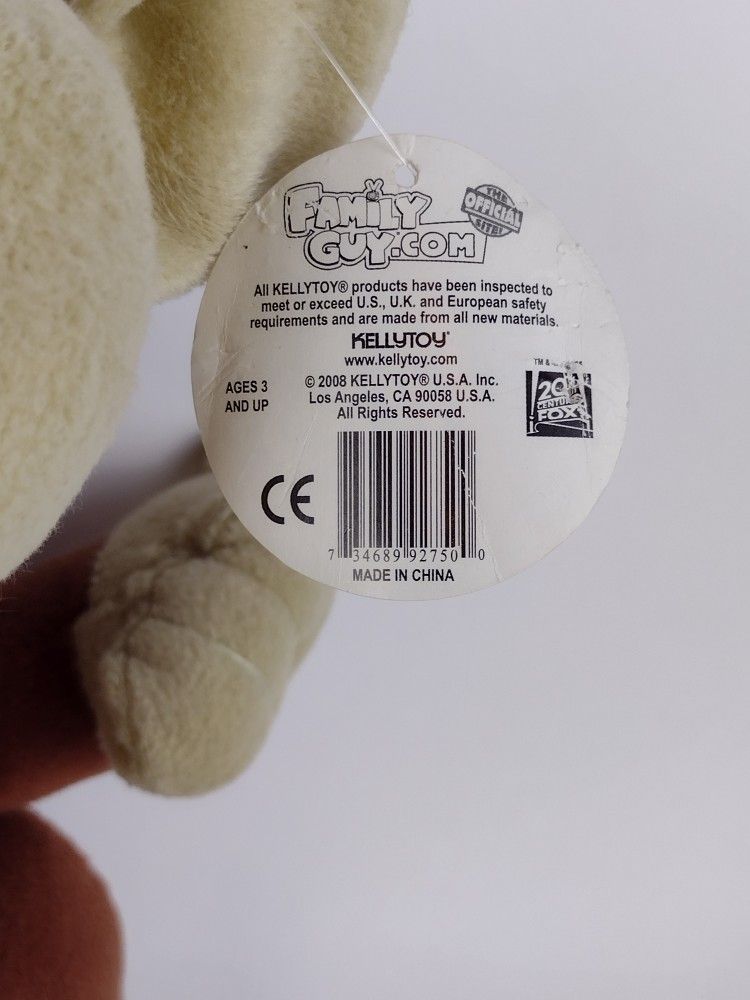 FAMiLY
GUY.COM
THE
OFFICIAL
SITE!
All KELLYTOY® products have been inspected to
meet or exceed U.S., U.K. and European safety
requirements and are made from all new materials.
KELLYTOY®
www.kellytoy.com
AGES 3
AND UP
© 2008 KELLYTOY® U.S.A. Inc.
Los Angeles, CA 90058 U.S.A.
All Rights Reserved.
TM &
20
CENTURY
FOX
CE
7 34689 92750 0
MADE IN CHINA